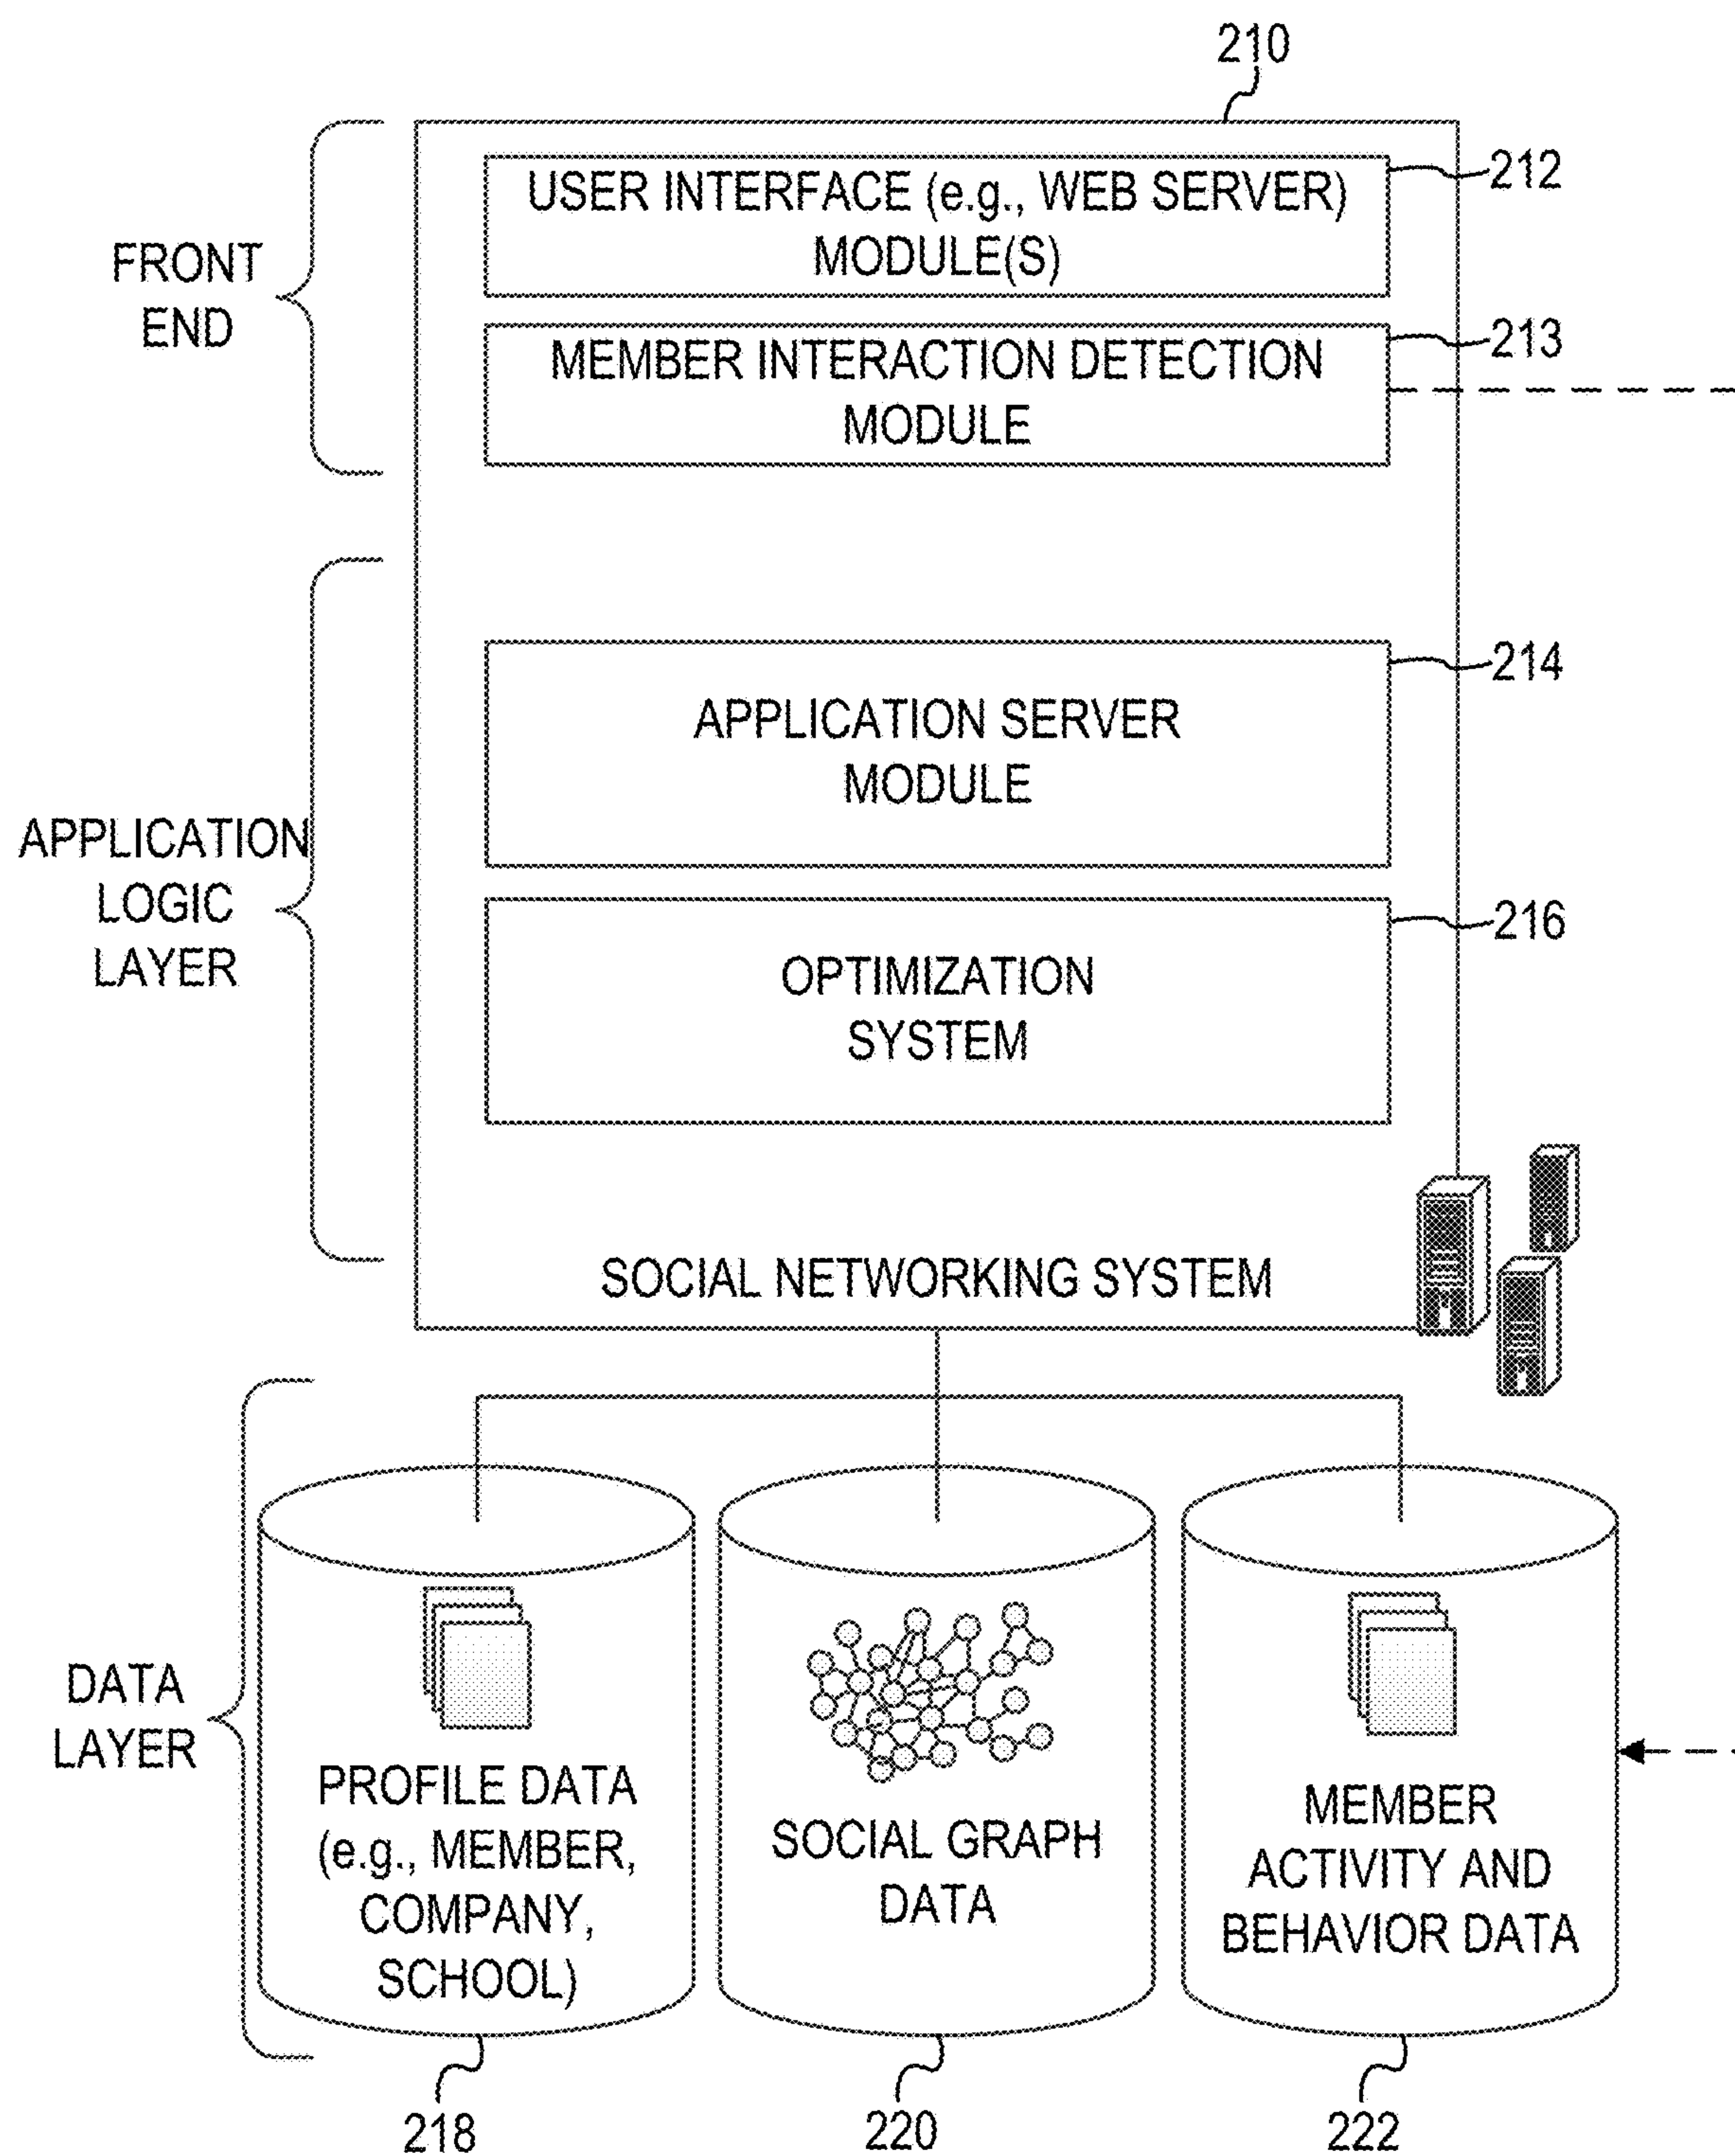 210
USER INTERFACE (e.g., WEB SERVER)
MODULE(S)
212
FRONT
END
MEMBER INTERACTION DETECTION
MODULE
213
APPLICATION SERVER
MODULE
214
APPLICATION
LOGIC
LAYER
OPTIMIZATION
SYSTEM
216
SOCIAL NETWORKING SYSTEM
DATA
LAYER
PROFILE DATA
(e.g., MEMBER,
COMPANY,
SCHOOL)
SOCIAL GRAPH
DATA
MEMBER
ACTIVITY AND
BEHAVIOR DATA
218
220
222